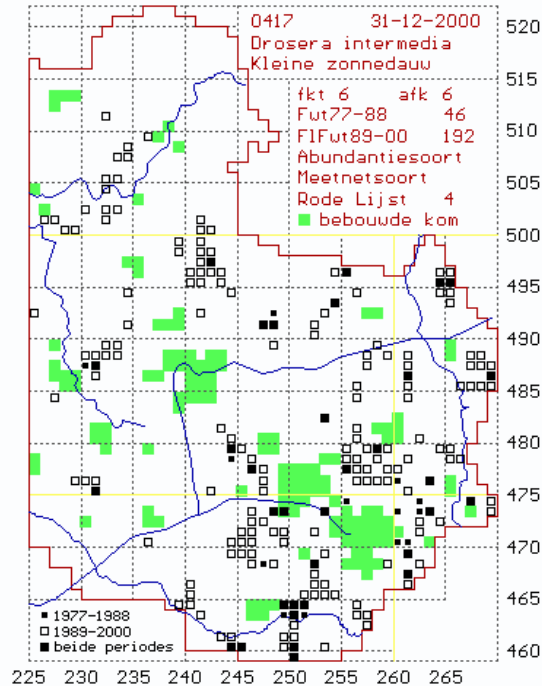 0417 31-12-2000
Drosera intermedia
Kleine zonnedauw
fkt 6 afk 6
Fwt77-88 46
FlFwt89-00 192
Abundantiesoort
Meetnetsoort
Rode Lijst 4
bebouwde kom
520
515
510
505
500
495
490
485
480
475
470
465
460
1977-1988
1989-2000
beide periodes
225 230 235 240 245 250 255 260 265